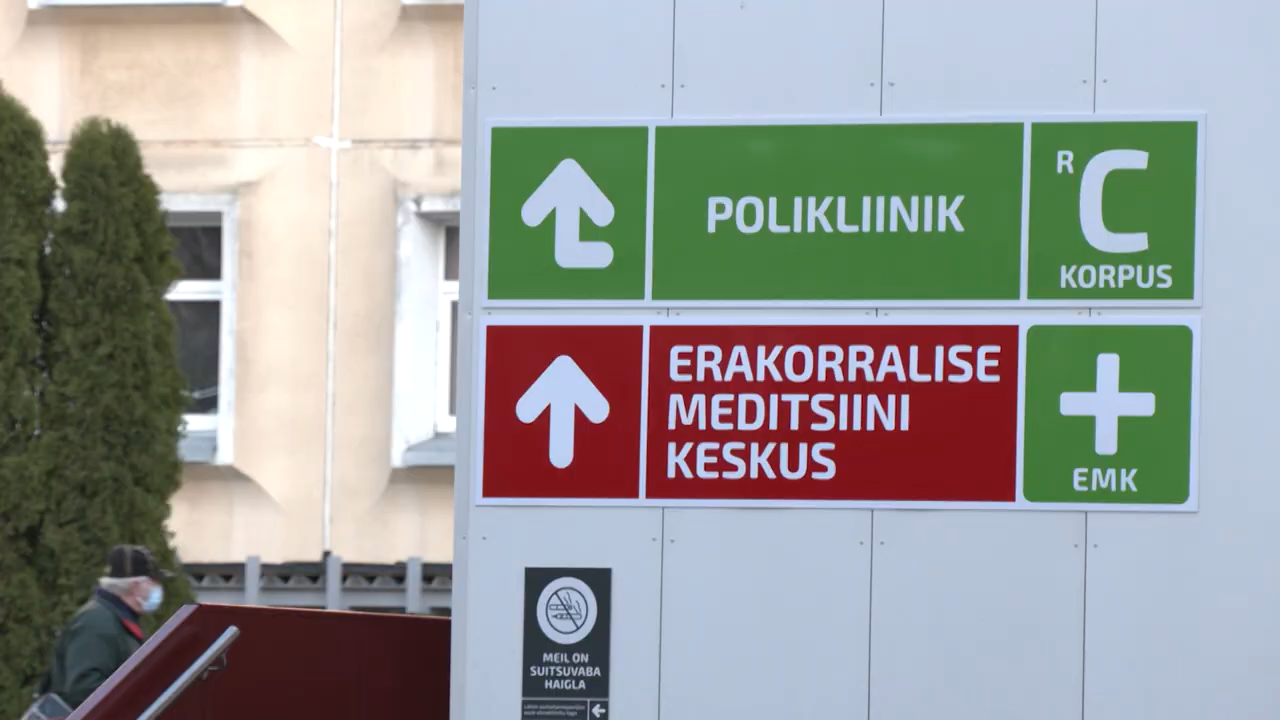 POLIKLIINIK
R C
KORPUS
ERAKORRALISE
MEDITSIINI
KESKUS
EMK
MEIL ON
SUITSUVABA
HAIGLA